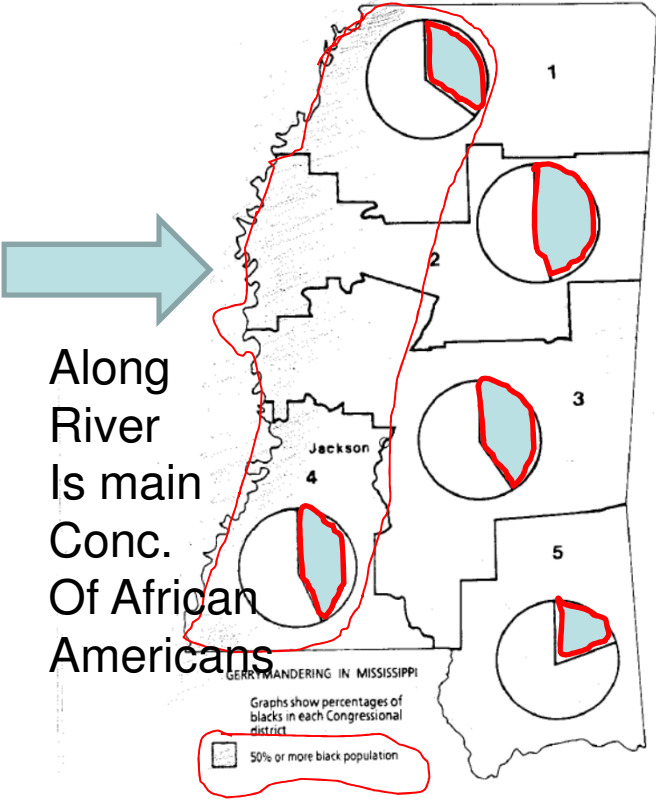 1
2
3
Jackson
4
5
Along
River
Is main
Conc.
Of African
Americans
GERRYMANDERING IN MISSISSIPPI
Graphs show percentages of
blacks in each Congressional
district
50% or more black population